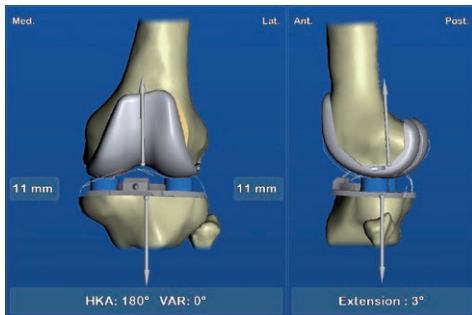 Med. Lat. Ant. Post.
11 mm 11 mm
HKA: 180° VAR: 0° Extension : 3°